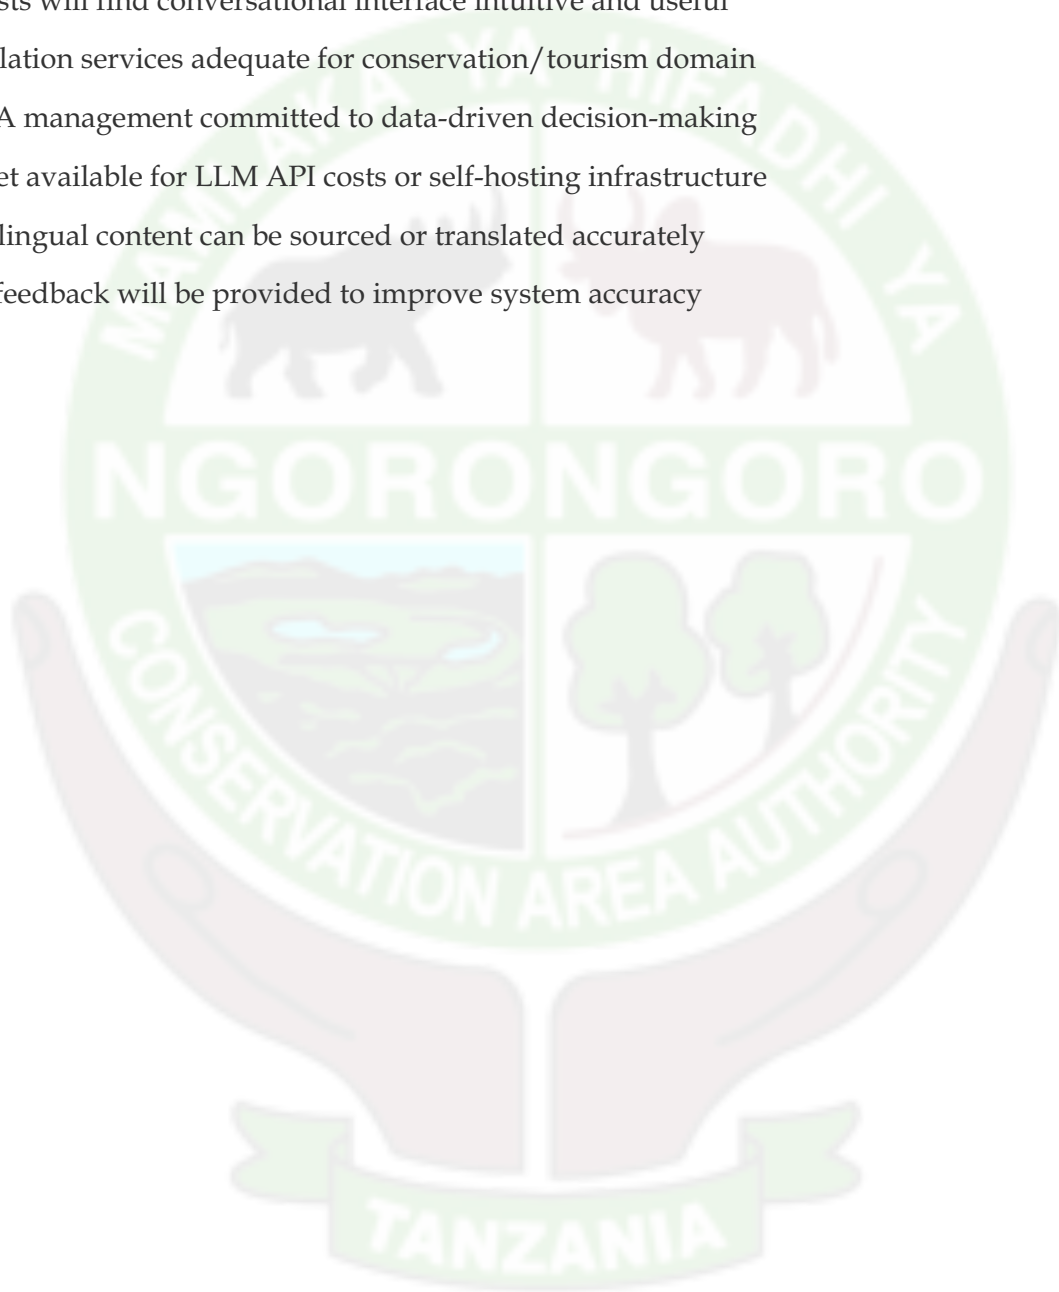 sts will find conversational interface intuitive and useful
lation services adequate for conservation/tourism domain
A management committed to data-driven decision-making
et available for LLM API costs or self-hosting infrastructure
lingual content can be sourced or translated accurately
feedback will be provided to improve system accuracy
MAMLAKA YA HIFADHI YA
NGORONGORO
CONSERVATION AREA AUTHORITY
TANZANIA